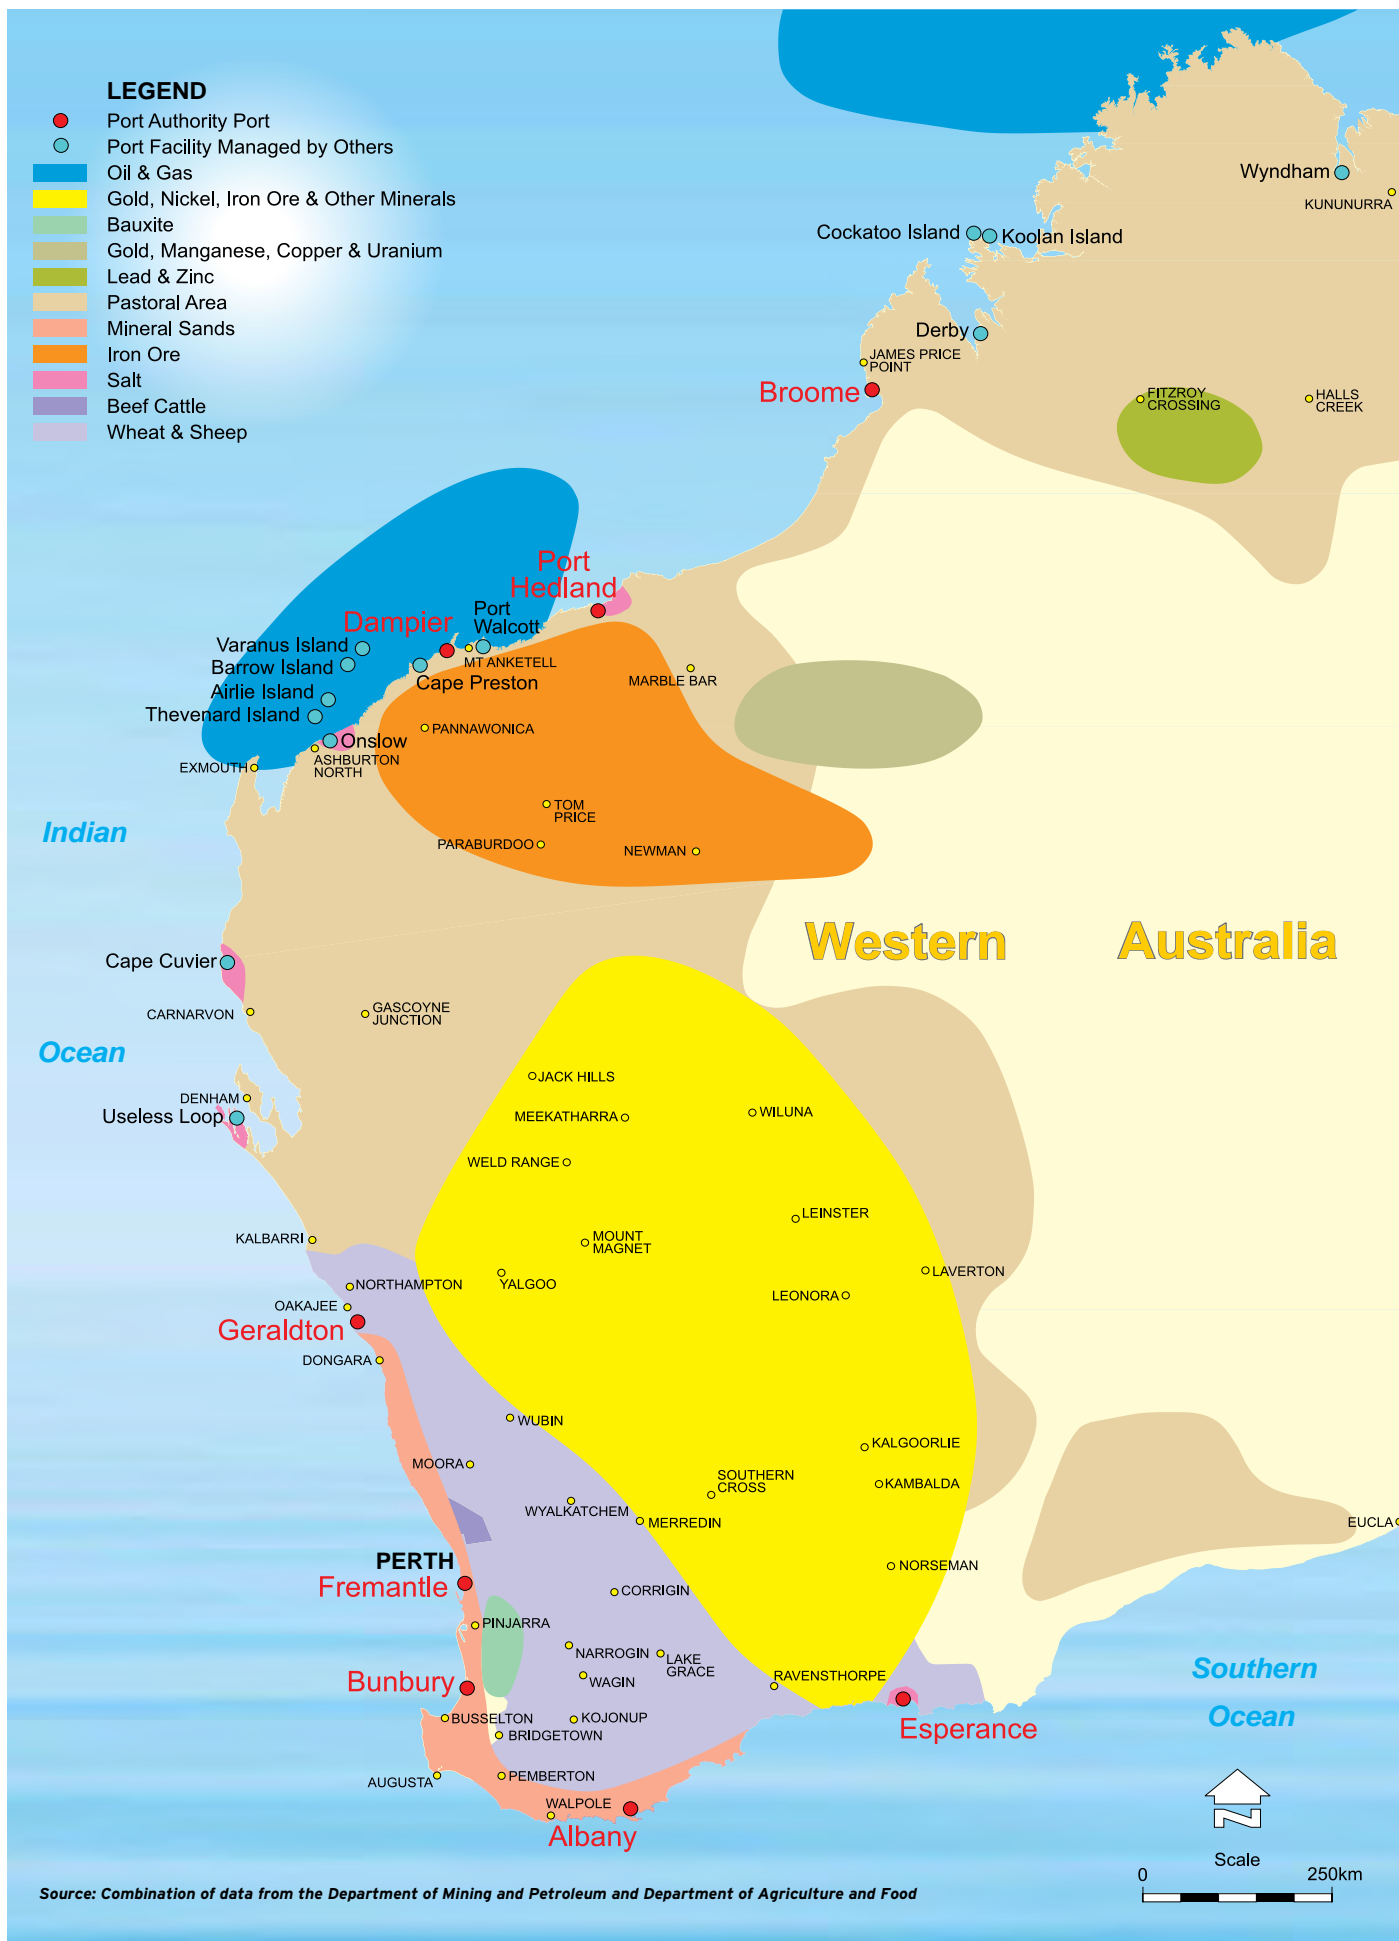 LEGEND
Port Authority Port
Port Facility Managed by Others
Oil & Gas
Gold, Nickel, Iron Ore & Other Minerals
Bauxite
Gold, Manganese, Copper & Uranium
Lead & Zinc
Pastoral Area
Mineral Sands
Iron Ore
Salt
Beef Cattle
Wheat & Sheep
Wyndham
KUNUNURRA
Cockatoo Island
Koolan Island
Derby
JAMES PRICE
POINT
Broome
FITZROY
CROSSING
HALLS
CREEK
Port
Hedland
Port
Walcott
Dampier
Varanus Island
Barrow Island
MT ANKETELL
Cape Preston
MARBLE BAR
Airlie Island
Thevenard Island
PANNAWONICA
Onslow
ASHBURTON
NORTH
EXMOUTH
TOM
PRICE
Indian
PARABURDOO
NEWMAN
Western Australia
Cape Cuvier
CARNARVON
GASCOYNE
JUNCTION
Ocean
JACK HILLS
DENHAM
Useless Loop
MEEKATHARRA
WILUNA
WELD RANGE
LEINSTER
KALBARRI
MOUNT
MAGNET
LAVERTON
NORTHAMPTON
YALGOO
LEONORA
OAKAJEE
Geraldton
DONGARA
WUBIN
KALGOORLIE
MOORA
SOUTHERN
CROSS
KAMBALDA
WYALKATCHEM
MERREDIN
EUCLA
PERTH
Fremantle
NORSEMAN
CORRIGIN
PINJARRA
NARROGIN
LAKE
GRACE
WAGIN
RAVENSTHORPE
Southern
Ocean
Bunbury
BUSSELTON
KOJONUP
BRIDGETOWN
Esperance
AUGUSTA
PEMBERTON
WALPOLE
Albany
N
Scale
0 250km
Source: Combination of data from the Department of Mining and Petroleum and Department of Agriculture and Food